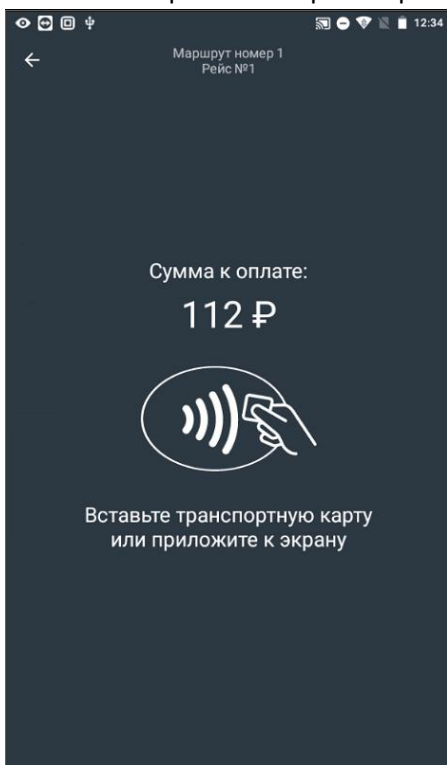 12:34
Маршрут номер 1
Рейс №1
Сумма к оплате:
112 ₽
Вставьте транспортную карту
или приложите к экрану